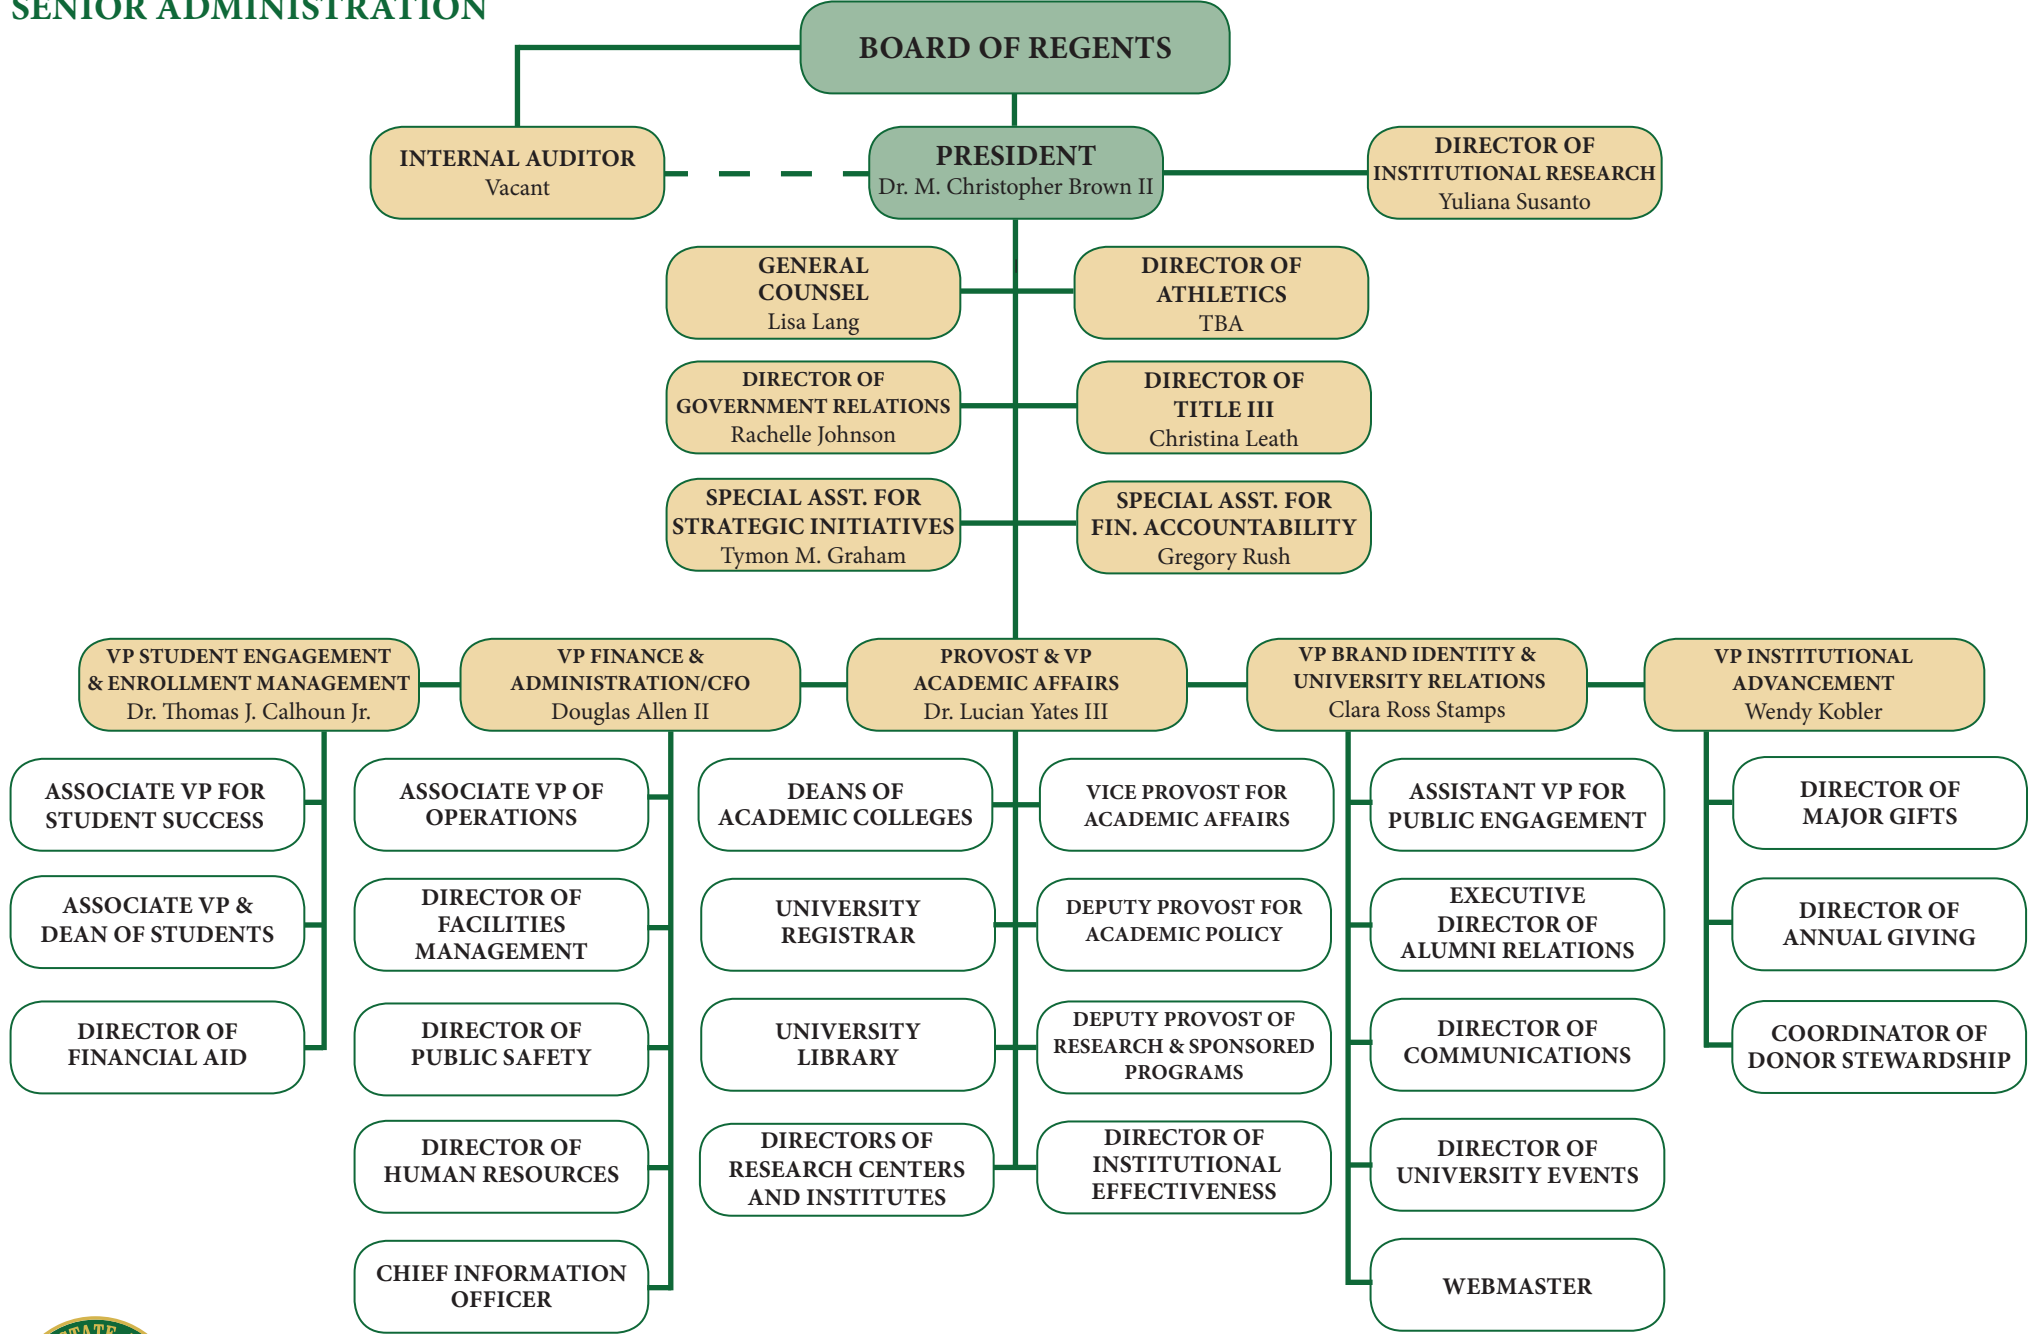 SENIOR ADMINISTRATION
BOARD OF REGENTS
INTERNAL AUDITOR
Vacant
PRESIDENT
Dr. M. Christopher Brown II
DIRECTOR OF
INSTITUTIONAL RESEARCH
Yuliana Susanto
GENERAL
COUNSEL
Lisa Lang
DIRECTOR OF
ATHLETICS
TBA
DIRECTOR OF
GOVERNMENT RELATIONS
Rachelle Johnson
DIRECTOR OF
TITLE III
Christina Leath
SPECIAL ASST. FOR
STRATEGIC INITIATIVES
Tymon M. Graham
SPECIAL ASST. FOR
FIN. ACCOUNTABILITY
Gregory Rush
VP STUDENT ENGAGEMENT
& ENROLLMENT MANAGEMENT
Dr. Thomas J. Calhoun Jr.
VP FINANCE &
ADMINISTRATION/CFO
Douglas Allen II
PROVOST & VP
ACADEMIC AFFAIRS
Dr. Lucian Yates III
VP BRAND IDENTITY &
UNIVERSITY RELATIONS
Clara Ross Stamps
VP INSTITUTIONAL
ADVANCEMENT
Wendy Kobler
ASSOCIATE VP FOR
STUDENT SUCCESS
ASSOCIATE VP &
DEAN OF STUDENTS
DIRECTOR OF
FINANCIAL AID
ASSOCIATE VP OF
OPERATIONS
DIRECTOR OF
FACILITIES
MANAGEMENT
DIRECTOR OF
PUBLIC SAFETY
DIRECTOR OF
HUMAN RESOURCES
CHIEF INFORMATION
OFFICER
DEANS OF
ACADEMIC COLLEGES
UNIVERSITY
REGISTRAR
UNIVERSITY
LIBRARY
DIRECTORS OF
RESEARCH CENTERS
AND INSTITUTES
VICE PROVOST FOR
ACADEMIC AFFAIRS
DEPUTY PROVOST FOR
ACADEMIC POLICY
DEPUTY PROVOST OF
RESEARCH & SPONSORED
PROGRAMS
DIRECTOR OF
INSTITUTIONAL
EFFECTIVENESS
ASSISTANT VP FOR
PUBLIC ENGAGEMENT
EXECUTIVE
DIRECTOR OF
ALUMNI RELATIONS
DIRECTOR OF
COMMUNICATIONS
DIRECTOR OF
UNIVERSITY EVENTS
WEBMASTER
DIRECTOR OF
MAJOR GIFTS
DIRECTOR OF
ANNUAL GIVING
COORDINATOR OF
DONOR STEWARDSHIP
STATE